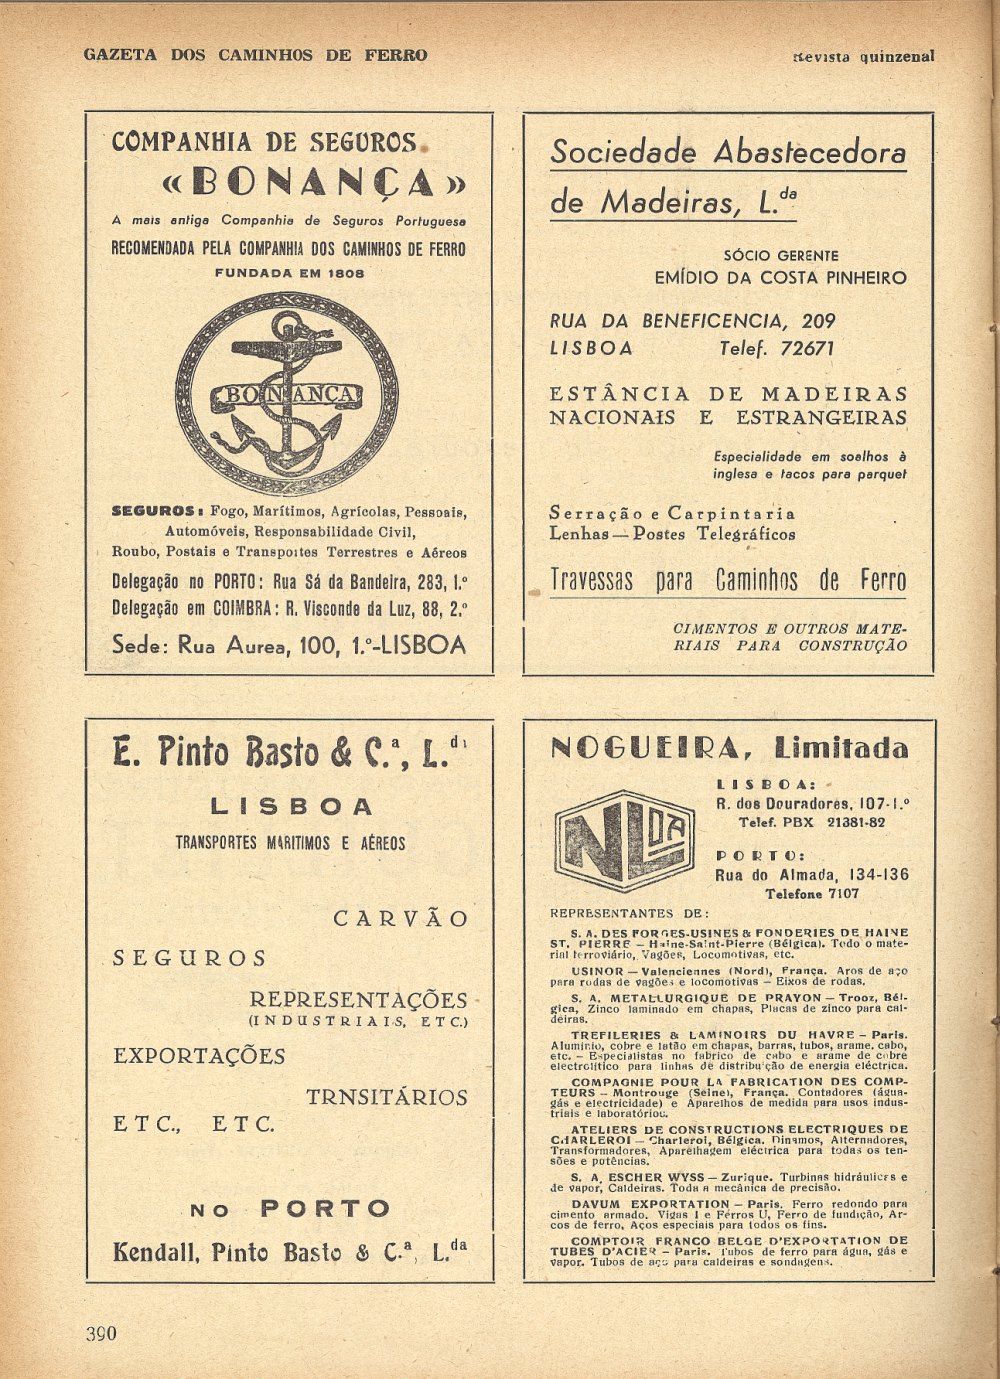 GAZETA DOS CAMINHOS DE FERRO
Revista quinzenal
COMPANHIA DE SEGUROS
«BONANÇA»
A mais antiga Companhia de Seguros Portuguesa
RECOMENDADA PELA COMPANHIA DOS CAMINHOS DE FERRO
FUNDADA EM 1808
BONANÇA
SEGUROS: Fogo, Marítimos, Agrícolas, Pessoais,
Automóveis, Responsabilidade Civil,
Roubo, Postais e Transportes Terrestres e Aéreos
Delegação no PORTO: Rua Sá da Bandeira, 283, 1.º
Delegação em COIMBRA: R. Visconde da Luz, 88, 2.º
Sede: Rua Aurea, 100, 1.º-LISBOA
Sociedade Abastecedora
de Madeiras, L.da
SÓCIO GERENTE
EMÍDIO DA COSTA PINHEIRO
RUA DA BENEFICENCIA, 209
LISBOA Telef. 72671
ESTÂNCIA DE MADEIRAS
NACIONAIS E ESTRANGEIRAS
Especialidade em soalhos à
inglesa e tacos para parquet
Serração e Carpintaria
Lenhas — Postes Telegráficos
Travessas para Caminhos de Ferro
CIMENTOS E OUTROS MATE-
RIAIS PARA CONSTRUÇÃO
E. Pinto Basto & C.ª, L.da
LISBOA
TRANSPORTES MARITIMOS E AÉREOS
CARVÃO
SEGUROS
REPRESENTAÇÕES
(INDUSTRIAIS, ETC.)
EXPORTAÇÕES
TRNSITÁRIOS
ETC., ETC.
NO PORTO
Kendall, Pinto Basto & C.ª, L.da
NOGUEIRA, Limitada
NLDA
LISBOA:
R. dos Douradores, 107-1.º
Telef. PBX 21381-82
PORTO:
Rua do Almada, 134-136
Telefone 7107
REPRESENTANTES DE:
S. A. DES FORGES-USINES & FONDERIES DE HAINE
ST. PIERRE — Haine-Saint-Pierre (Bélgica). Todo o mate-
rial ferroviário, Vagões, Locomotivas, etc.
USINOR — Valenciennes (Nord), França. Aros de aço
para rodas de vagões e locomotivas — Eixos de rodas.
S. A. METALLURGIQUE DE PRAYON — Trooz, Bél-
gica, Zinco laminado em chapas, Placas de zinco para cal-
deiras.
TREFILERIES & LAMINOIRS DU HAVRE — Paris.
Aluminio, cobre e latão em chapas, barras, tubos, arame, cabo,
etc. — Especialistas no fabrico de cabo e arame de cobre
electrolítico para linhas de distribuição de energia eléctrica.
COMPAGNIE POUR LA FABRICATION DES COMP-
TEURS — Montrouge (Seine), França. Contadores (água-
gás e electricidade) e Aparelhos de medida para usos indus-
triais e laboratórios.
ATELIERS DE CONSTRUCTIONS ELECTRIQUES DE
CHARLEROI — Charleroi, Bélgica. Dinamos, Alternadores,
Transformadores, Aparelhagem eléctrica para todas os ten-
sões e potências.
S. A. ESCHER WYSS — Zurique. Turbinas hidráulicas e
de vapor, Caldeiras. Toda a mecânica de precisão.
DAVUM EXPORTATION — Paris. Ferro redondo para
cimento armado. Vigas I e Ferros U, Ferro de fundição, Ar-
cos de ferro, Aços especiais para todos os fins.
COMPTOIR FRANCO BELGE D'EXPORTATION DE
TUBES D'ACIER — Paris. Tubos de ferro para água, gás e
vapor. Tubos de aço para caldeiras e sondagens.
390